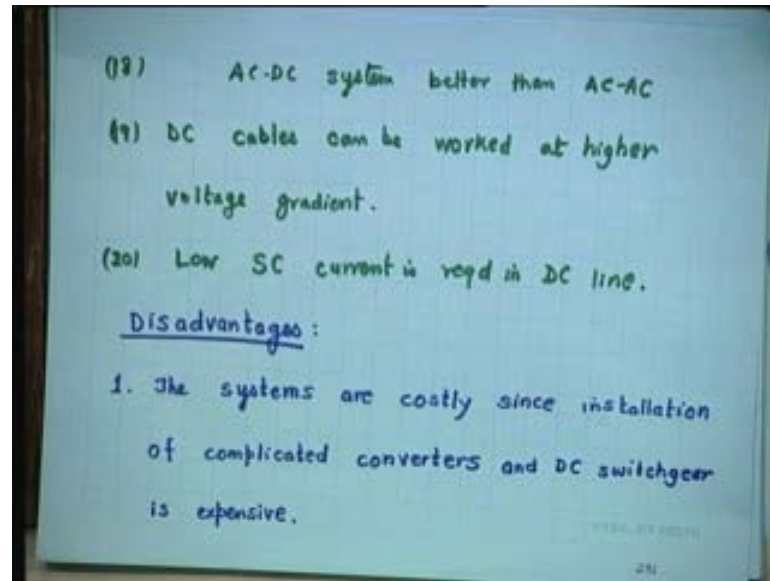 (18) AC-DC system better than AC-AC
(19) DC cables can be worked at higher
voltage gradient.
(20) Low SC current is reqd in DC line.
Disadvantages :
1. The systems are costly since installation
of complicated converters and DC switchgear
is expensive.